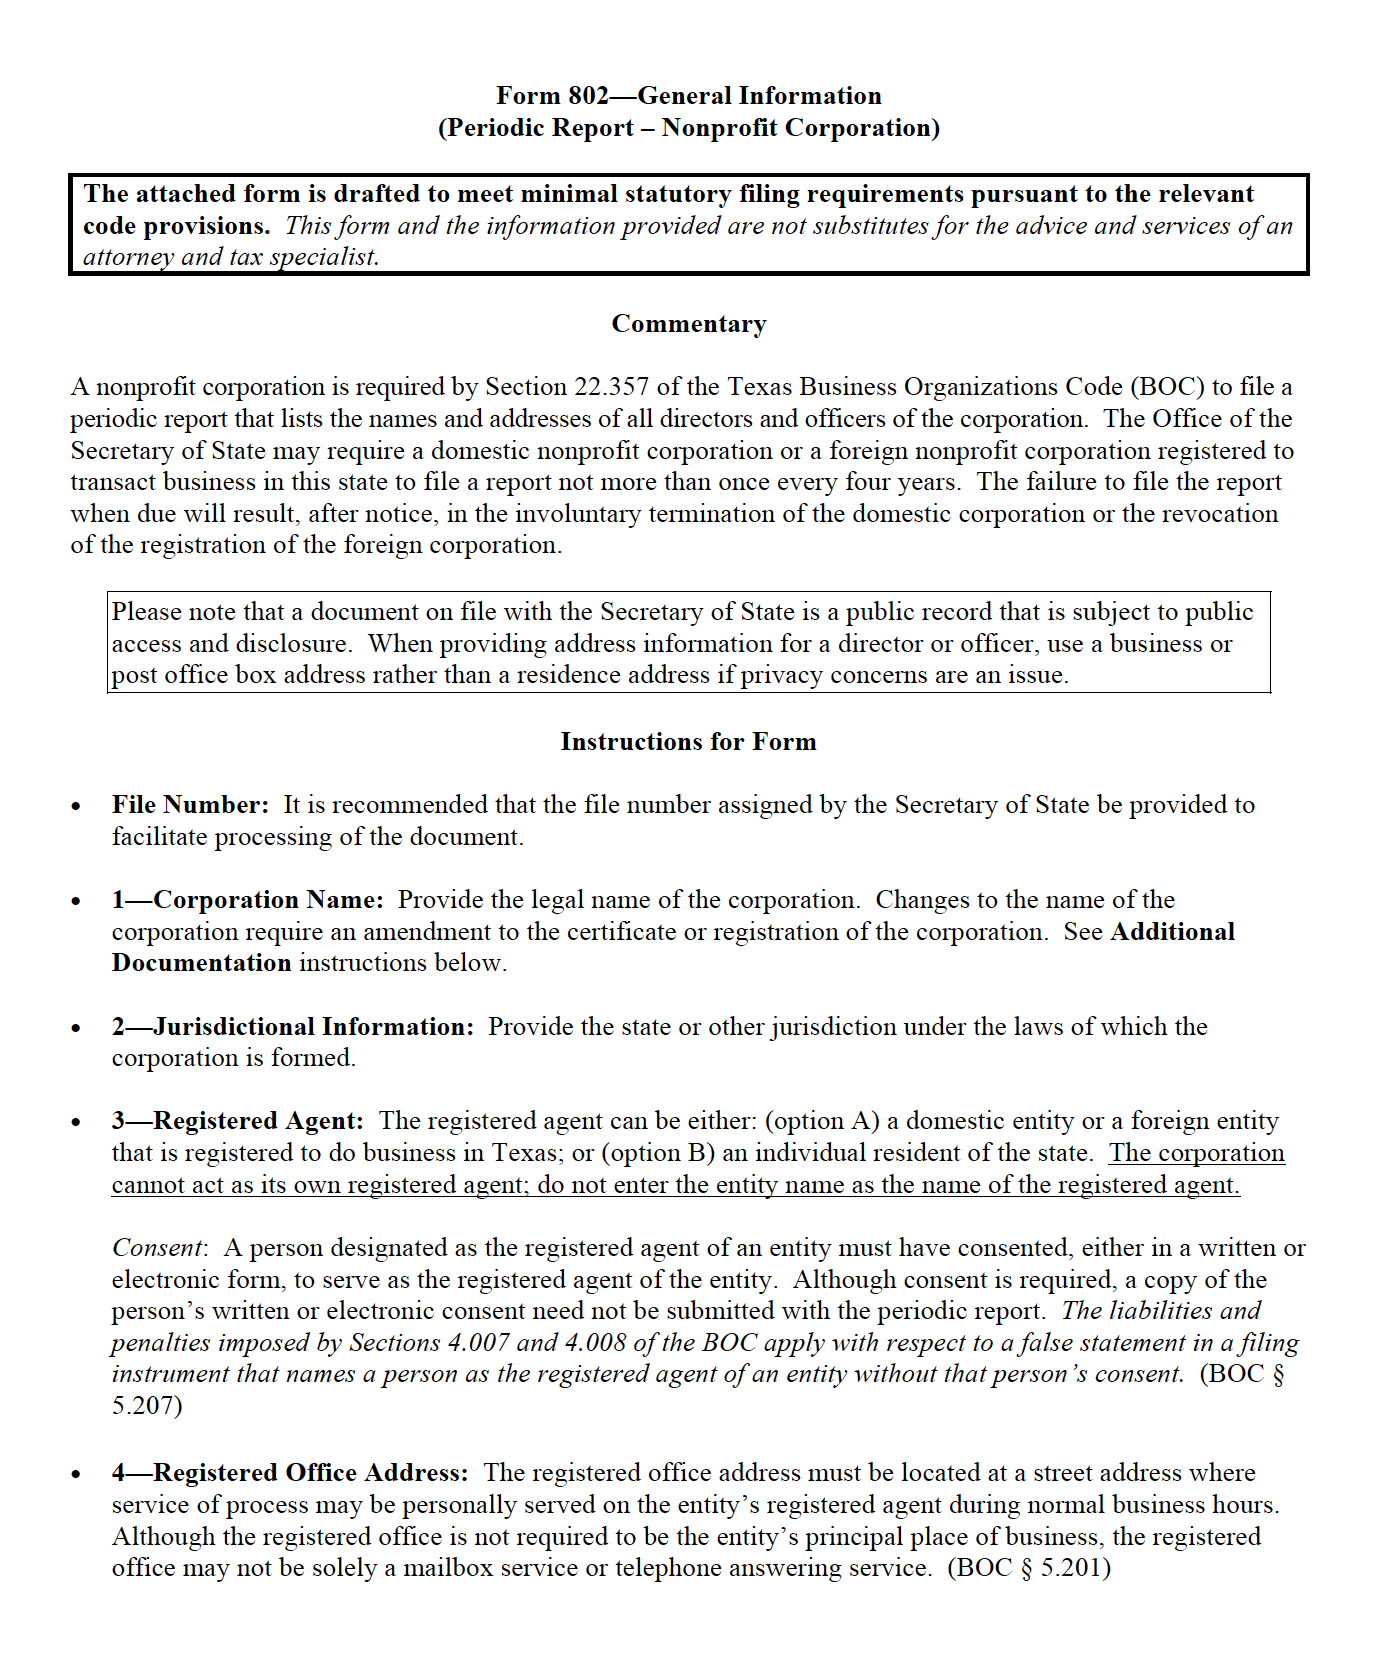 Form 802—General Information
(Periodic Report – Nonprofit Corporation)
The attached form is drafted to meet minimal statutory filing requirements pursuant to the relevant
code provisions. This form and the information provided are not substitutes for the advice and services of an
attorney and tax specialist.
Commentary
A nonprofit corporation is required by Section 22.357 of the Texas Business Organizations Code (BOC) to file a
periodic report that lists the names and addresses of all directors and officers of the corporation. The Office of the
Secretary of State may require a domestic nonprofit corporation or a foreign nonprofit corporation registered to
transact business in this state to file a report not more than once every four years. The failure to file the report
when due will result, after notice, in the involuntary termination of the domestic corporation or the revocation
of the registration of the foreign corporation.
Please note that a document on file with the Secretary of State is a public record that is subject to public
access and disclosure. When providing address information for a director or officer, use a business or
post office box address rather than a residence address if privacy concerns are an issue.
Instructions for Form
• File Number: It is recommended that the file number assigned by the Secretary of State be provided to
facilitate processing of the document.
• 1—Corporation Name: Provide the legal name of the corporation. Changes to the name of the
corporation require an amendment to the certificate or registration of the corporation. See Additional
Documentation instructions below.
• 2—Jurisdictional Information: Provide the state or other jurisdiction under the laws of which the
corporation is formed.
• 3—Registered Agent: The registered agent can be either: (option A) a domestic entity or a foreign entity
that is registered to do business in Texas; or (option B) an individual resident of the state. The corporation
cannot act as its own registered agent; do not enter the entity name as the name of the registered agent.
Consent: A person designated as the registered agent of an entity must have consented, either in a written or
electronic form, to serve as the registered agent of the entity. Although consent is required, a copy of the
person’s written or electronic consent need not be submitted with the periodic report. The liabilities and
penalties imposed by Sections 4.007 and 4.008 of the BOC apply with respect to a false statement in a filing
instrument that names a person as the registered agent of an entity without that person’s consent. (BOC §
5.207)
• 4—Registered Office Address: The registered office address must be located at a street address where
service of process may be personally served on the entity’s registered agent during normal business hours.
Although the registered office is not required to be the entity’s principal place of business, the registered
office may not be solely a mailbox service or telephone answering service. (BOC § 5.201)